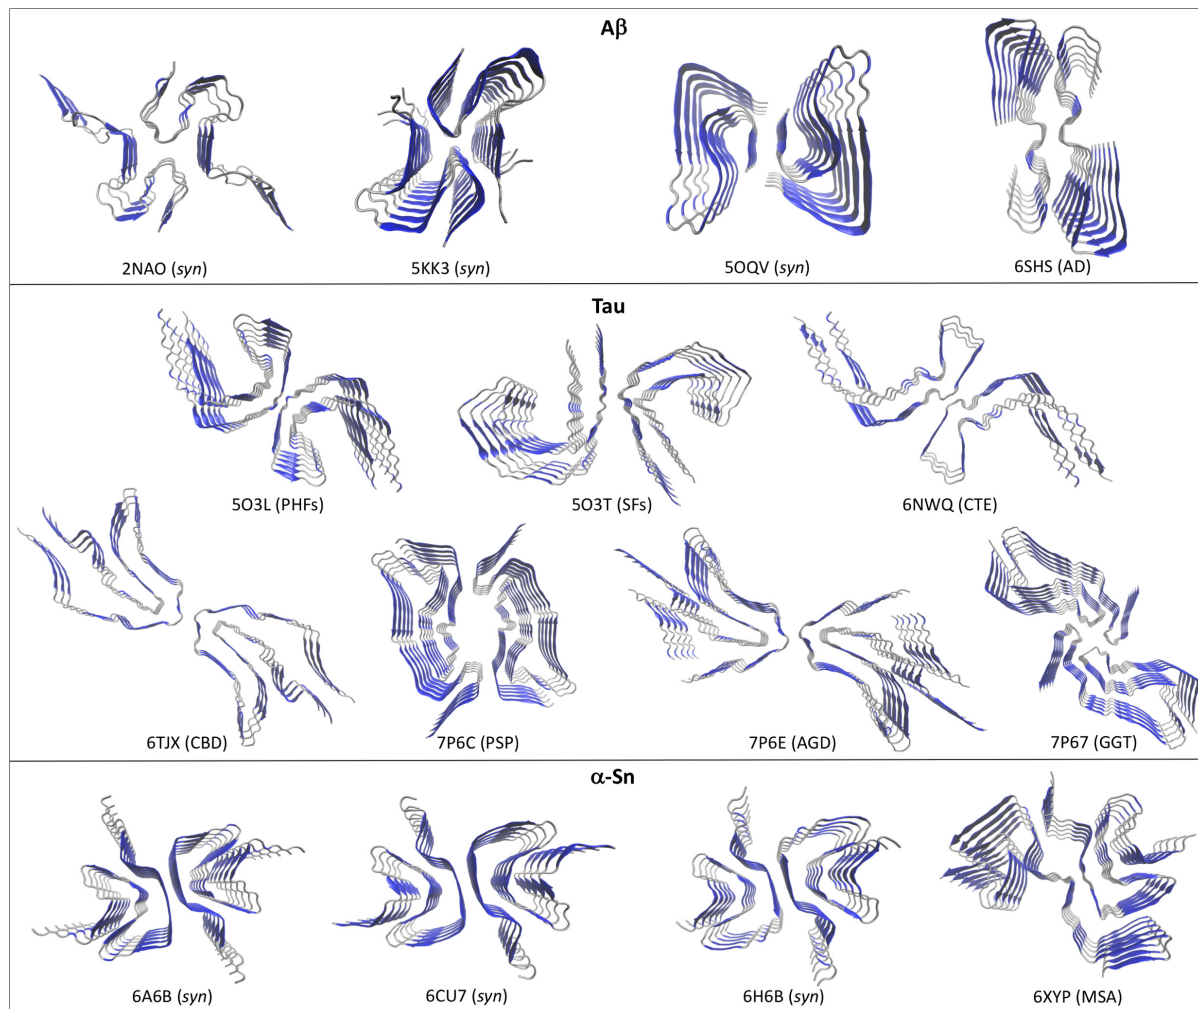 Aβ
2NAO (syn)
5KK3 (syn)
5OQV (syn)
6SHS (AD)
Tau
5O3L (PHFs)
5O3T (SFs)
6NWQ (CTE)
6TJX (CBD)
7P6C (PSP)
7P6E (AGD)
7P67 (GGT)
α-Sn
6A6B (syn)
6CU7 (syn)
6H6B (syn)
6XYP (MSA)